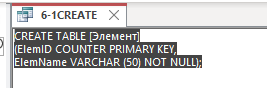 6-1CREATE
CREATE TABLE [Элемент]
(ElemID COUNTER PRIMARY KEY,
ElemName VARCHAR (50) NOT NULL);